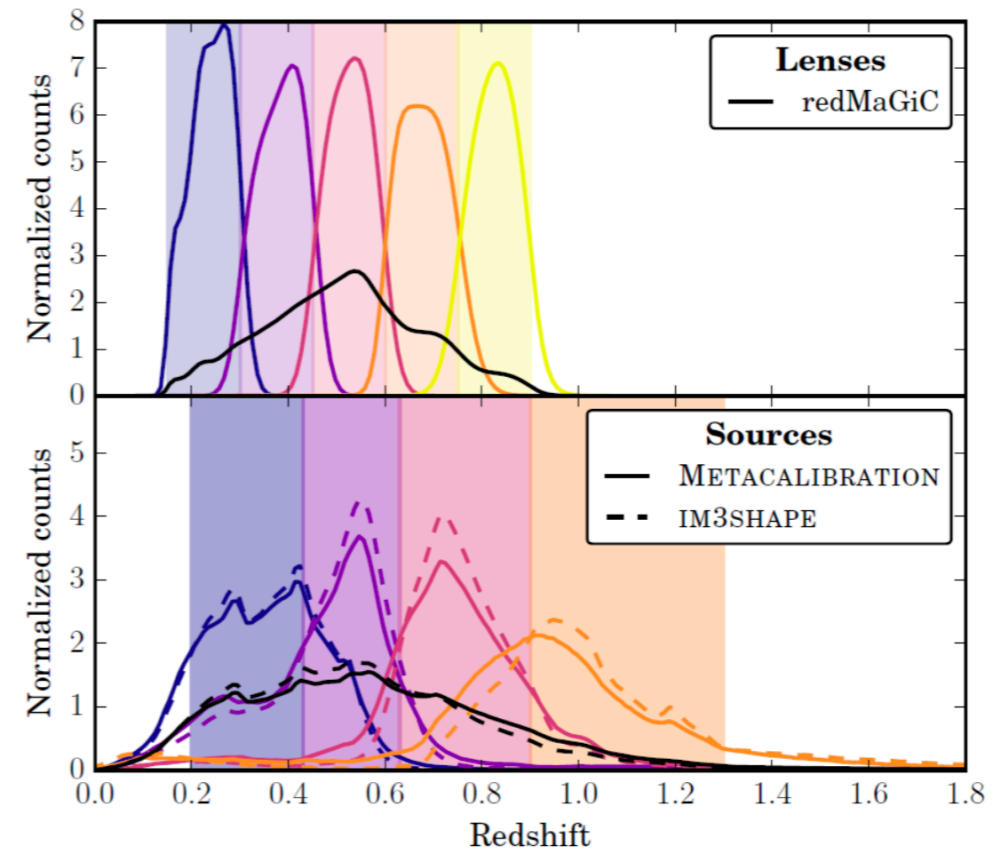 8
7
6
5
4
3
2
1
0
Normalized counts
Lenses
redMaGiC
5
4
3
2
1
0
Normalized counts
Sources
METACALIBRATION
IM3SHAPE
0.0 0.2 0.4 0.6 0.8 1.0 1.2 1.4 1.6 1.8
Redshift